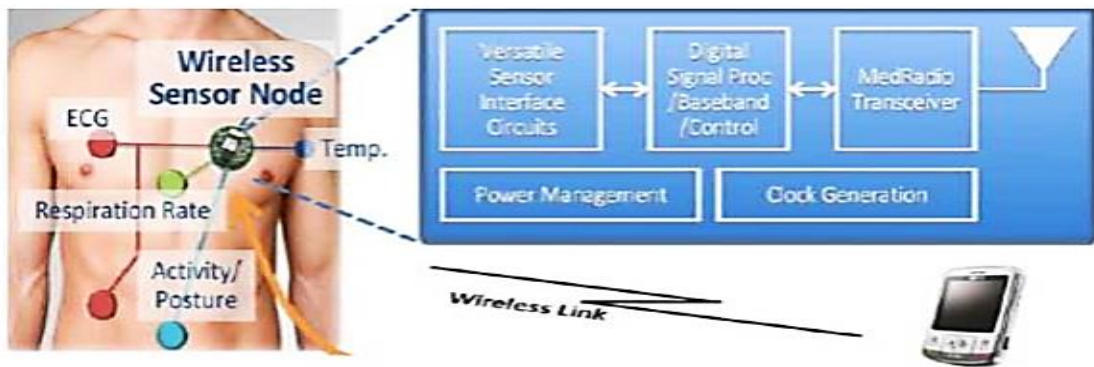 Wireless
Sensor Node
ECG
Temp.
Respiration Rate
Activity/
Posture
Versatile
Sensor
Interface
Circuits
Digital
Signal Proc
/Baseband
/Control
MedRadio
Transceiver
Power Management
Clock Generation
Wireless Link